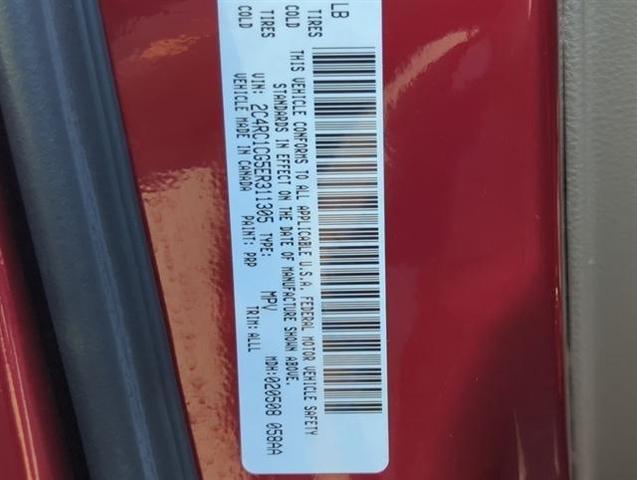 LB
TIRES
COLD
TIRES
COLD
THIS VEHICLE CONFORMS TO ALL APPLICABLE U.S.A. FEDERAL MOTOR VEHICLE SAFETY
STANDARDS IN EFFECT ON THE DATE OF MANUFACTURE SHOWN ABOVE.
VIN: 2C4RC1CG5ER311305 TYPE: MPV MDH:020508 058AA
VEHICLE MADE IN CANADA PAINT: PRP TRIM:ALLL